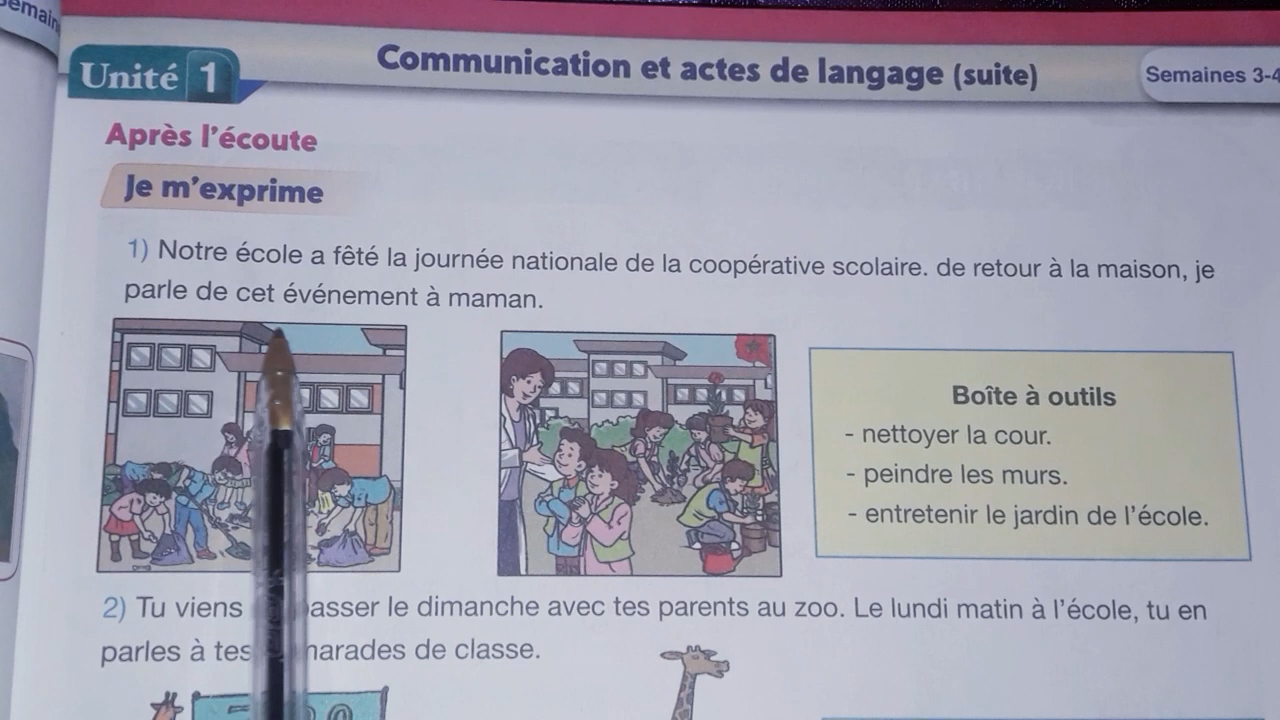 Unité 1
Communication et actes de langage (suite)
Semaines 3-4
Après l'écoute
Je m'exprime
1) Notre école a fêté la journée nationale de la coopérative scolaire. de retour à la maison, je
parle de cet événement à maman.
Boîte à outils
- nettoyer la cour.
- peindre les murs.
- entretenir le jardin de l'école.
2) Tu viens asser le dimanche avec tes parents au zoo. Le lundi matin à l'école, tu en
parles à tes narades de classe.